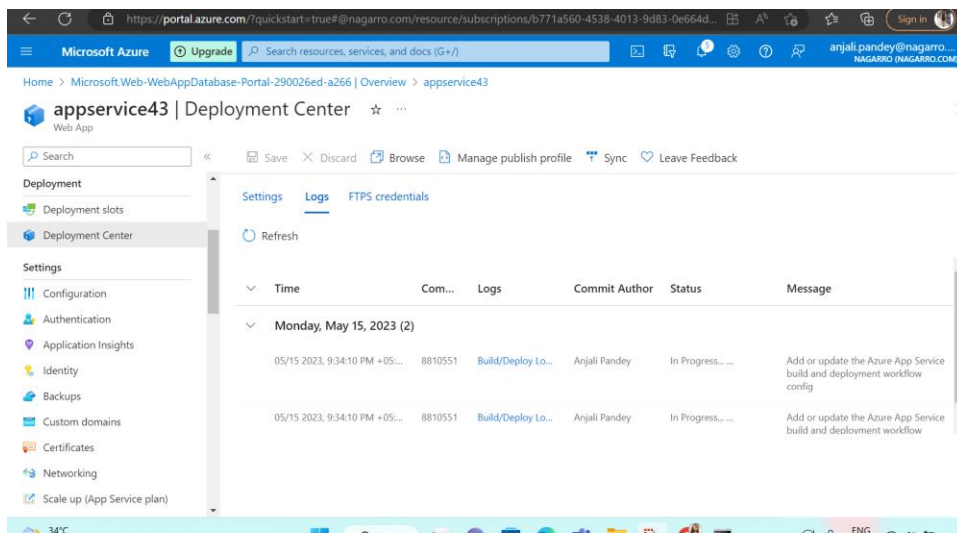 https://portal.azure.com/?quickstart=true#@nagarro.com/resource/subscriptions/b771a560-4538-4013-9d83-0e664d... Sign in
Microsoft Azure Upgrade Search resources, services, and docs (G+/) 5 anjali.pandey@nagarro....
NAGARRO (NAGARRO.COM)
Home > Microsoft.Web-WebAppDatabase-Portal-290026ed-a266 | Overview > appservice43
appservice43 | Deployment Center
Web App
Search
Save Discard Browse Manage publish profile Sync Leave Feedback
Deployment
Deployment slots
Deployment Center
Settings
Configuration
Authentication
Application Insights
Identity
Backups
Custom domains
Certificates
Networking
Scale up (App Service plan)
Settings Logs FTPS credentials
Refresh
Time Com... Logs Commit Author Status Message
Monday, May 15, 2023 (2)
05/15 2023, 9:34:10 PM +05:... 8810551 Build/Deploy Lo... Anjali Pandey In Progress... ... Add or update the Azure App Service
build and deployment workflow
config
05/15 2023, 9:34:10 PM +05:... 8810551 Build/Deploy Lo... Anjali Pandey In Progress... ... Add or update the Azure App Service
build and deployment workflow
34°C ENG